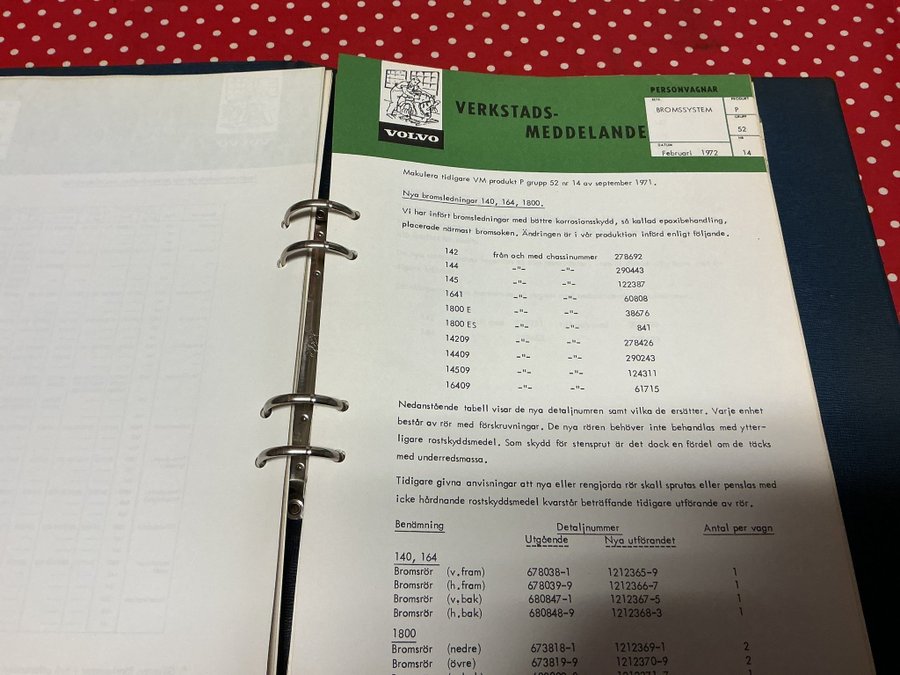 VOLVO
VERKSTADS-
MEDDELANDE
PERSONVAGNAR
BETR. PRODUKT
BROMSSYSTEM P
GRUPP
52
DATUM NR
Februari 1972 14
Makulera tidigare VM produkt P grupp 52 nr 14 av september 1971.
Nya bromsledningar 140, 164, 1800.
Vi har infört bromsledningar med bättre korrosionsskydd, så kallad epoxibehandling,
placerade närmast bromsoken. Ändringen är i vår produktion införd enligt följande.
142 från och med chassinummer 278692
144 -"- -"- 290443
145 -"- -"- 122387
1641 -"- -"- 60808
1800 E -"- -"- 38676
1800 ES -"- -"- 841
14209 -"- -"- 278426
14409 -"- -"- 290243
14509 -"- -"- 124311
16409 -"- -"- 61715
Nedanstående tabell visar de nya detaljnumren samt vilka de ersätter. Varje enhet
består av rör med förskruvningar. De nya rören behöver inte behandlas med ytter-
ligare rostskyddsmedel. Som skydd för stensprut är det dock en fördel om de täcks
med underredsmassa.
Tidigare givna anvisningar att nya eller rengjorda rör skall sprutas eller penslas med
icke hårdnande rostskyddsmedel kvarstår beträffande tidigare utförande av rör.
Benämning Detaljnummer Antal per vagn
Utgående Nya utförandet
140, 164
Bromsrör (v.fram) 678038-1 1212365-9 1
Bromsrör (h.fram) 678039-9 1212366-7 1
Bromsrör (v.bak) 680847-1 1212367-5 1
Bromsrör (h.bak) 680848-9 1212368-3 1
1800
Bromsrör (nedre) 673818-1 1212369-1 2
Bromsrör (övre) 673819-9 1212370-9 2